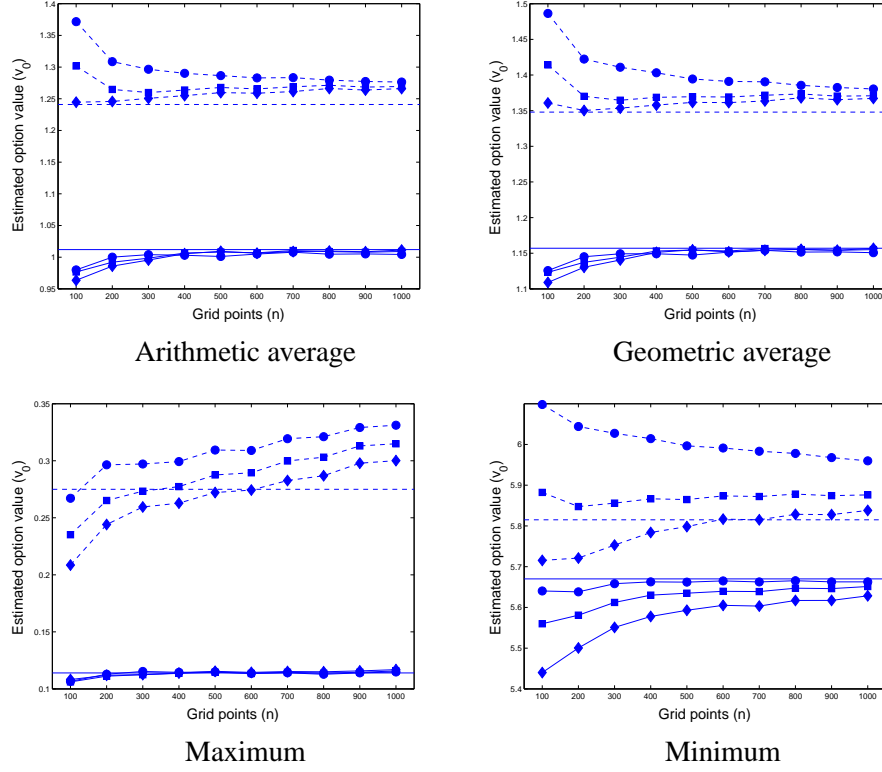 1.4
1.35
1.3
1.25
1.2
1.15
1.1
1.05
1
0.95
Estimated option value (v0)
100 200 300 400 500 600 700 800 900 1000
Grid points (n)
Arithmetic average
1.5
1.45
1.4
1.35
1.3
1.25
1.2
1.15
1.1
Estimated option value (v0)
100 200 300 400 500 600 700 800 900 1000
Grid points (n)
Geometric average
0.35
0.3
0.25
0.2
0.15
0.1
Estimated option value (v0)
100 200 300 400 500 600 700 800 900 1000
Grid points (n)
Maximum
6
5.9
5.8
5.7
5.6
5.5
5.4
Estimated option value (v0)
100 200 300 400 500 600 700 800 900 1000
Grid points (n)
Minimum